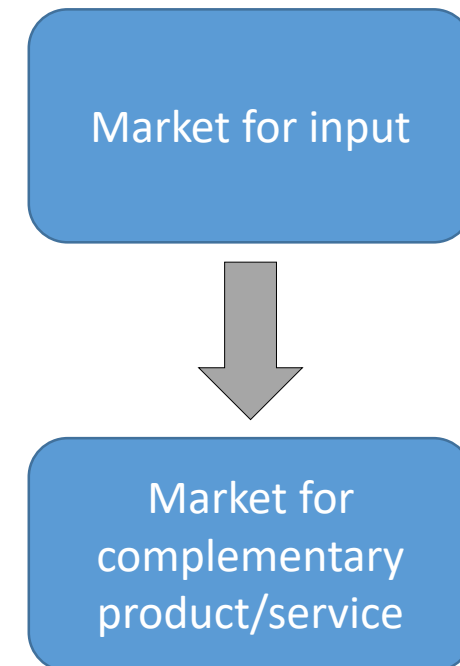 Market for input
Market for
complementary
product/service